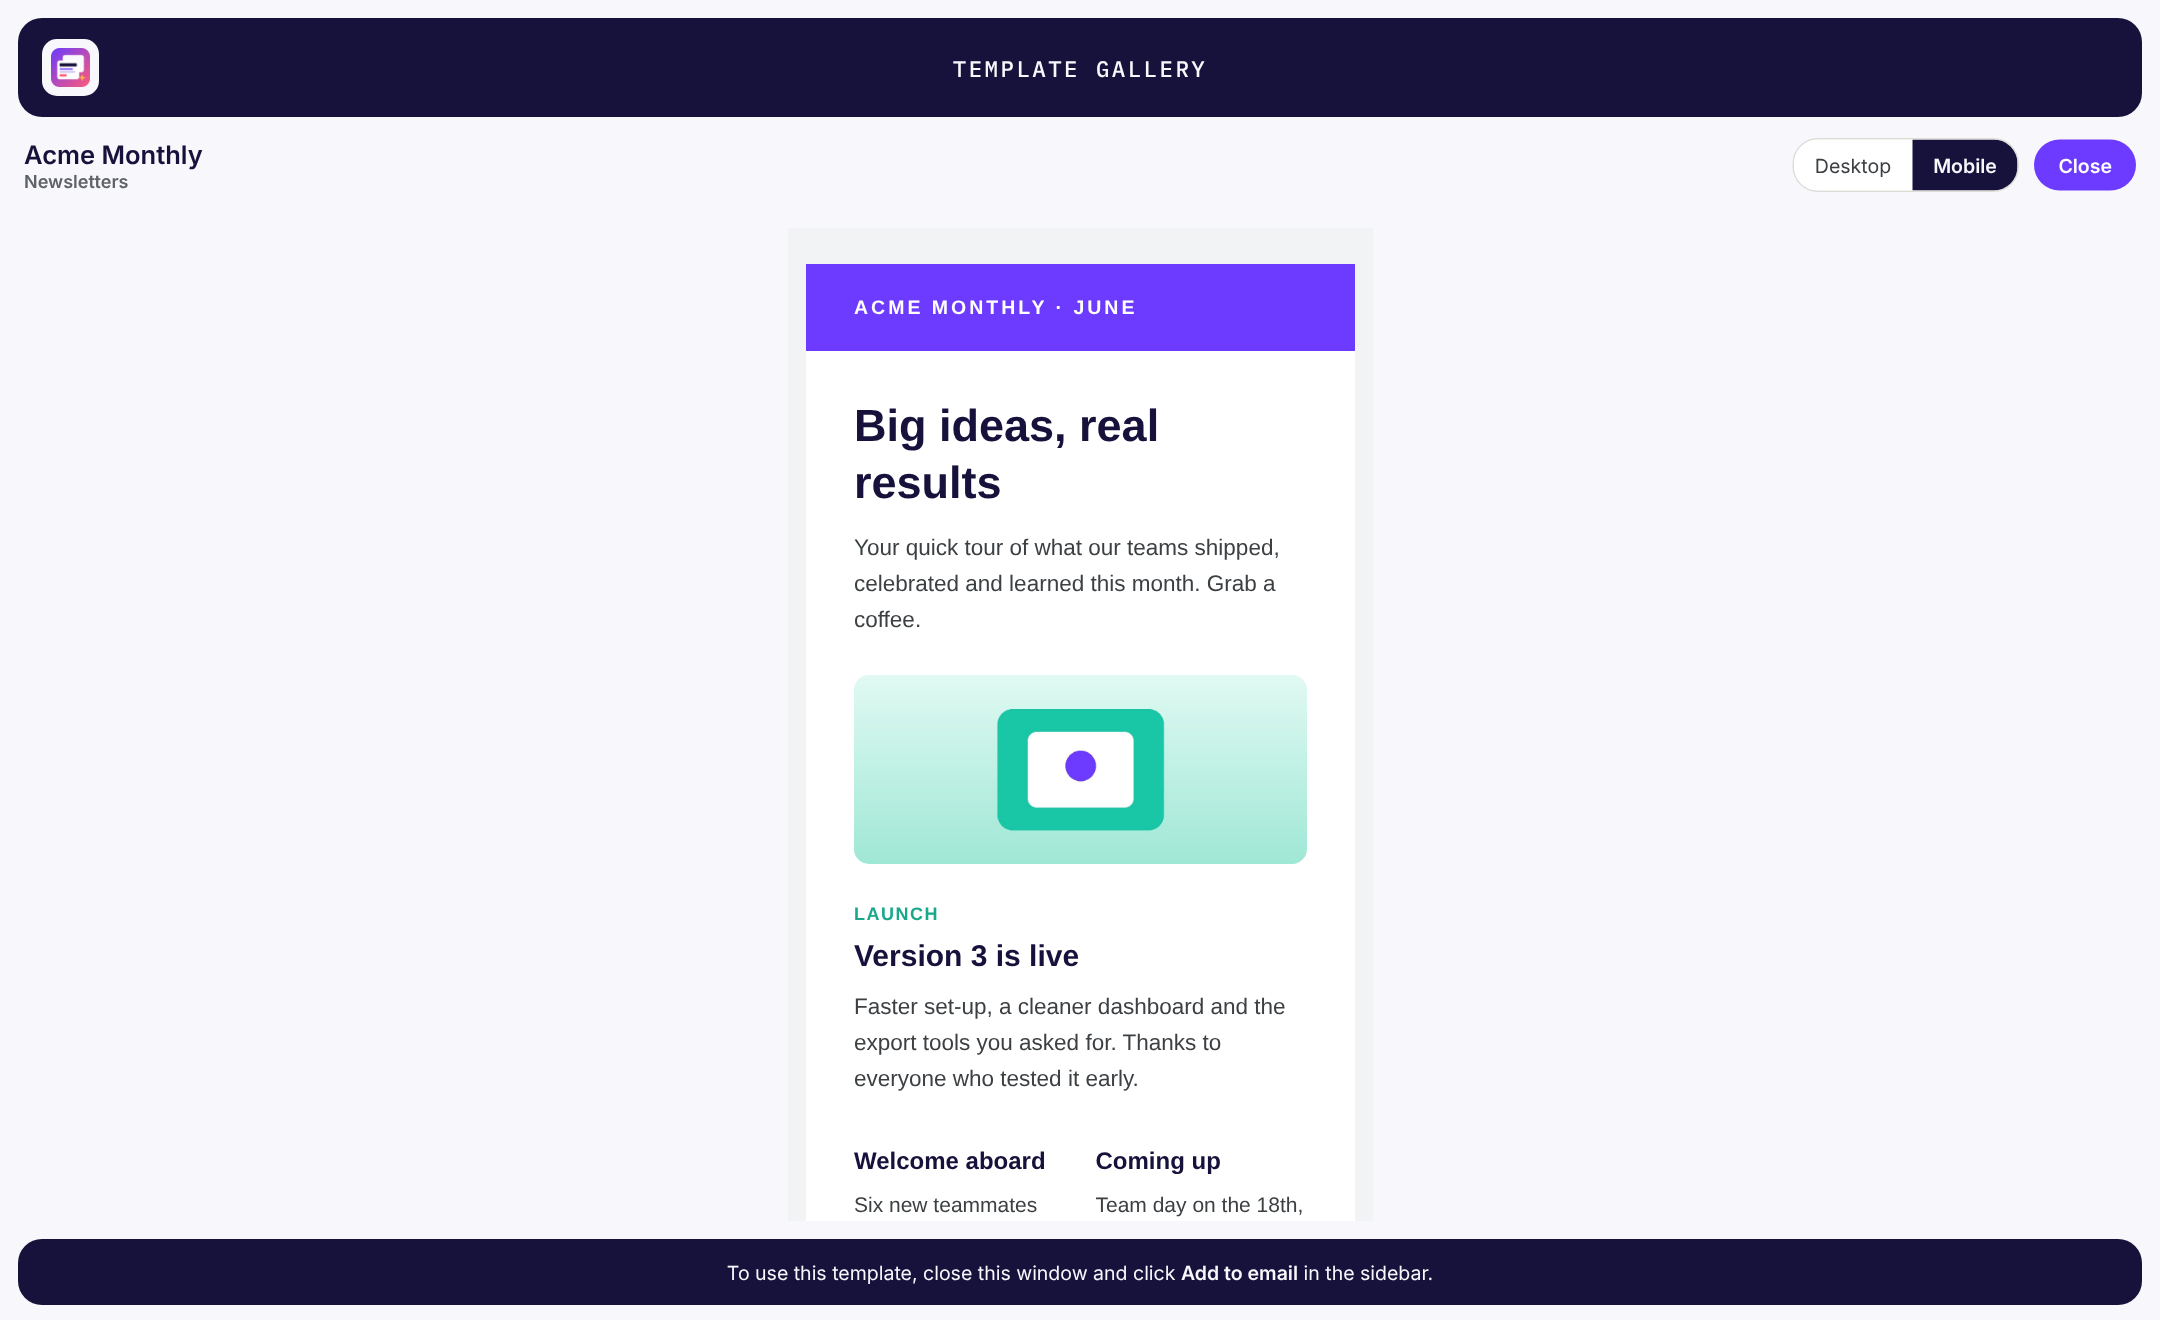 TEMPLATE GALLERY
Acme Monthly
Newsletters
Desktop
Mobile
Close
ACME MONTHLY · JUNE
Big ideas, real
results
Your quick tour of what our teams shipped,
celebrated and learned this month. Grab a
coffee.
LAUNCH
Version 3 is live
Faster set-up, a cleaner dashboard and the
export tools you asked for. Thanks to
everyone who tested it early.
Welcome aboard
Six new teammates
Coming up
Team day on the 18th,
To use this template, close this window and click Add to email in the sidebar.